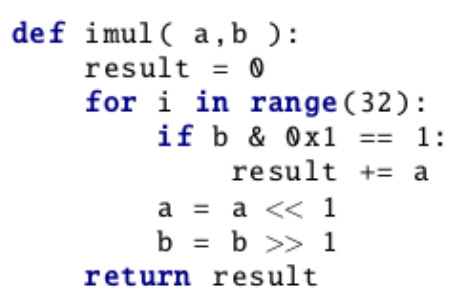 def imul( a,b ):
    result = 0
    for i in range(32):
        if b & 0x1 == 1:
            result += a
        a = a << 1
        b = b >> 1
    return result